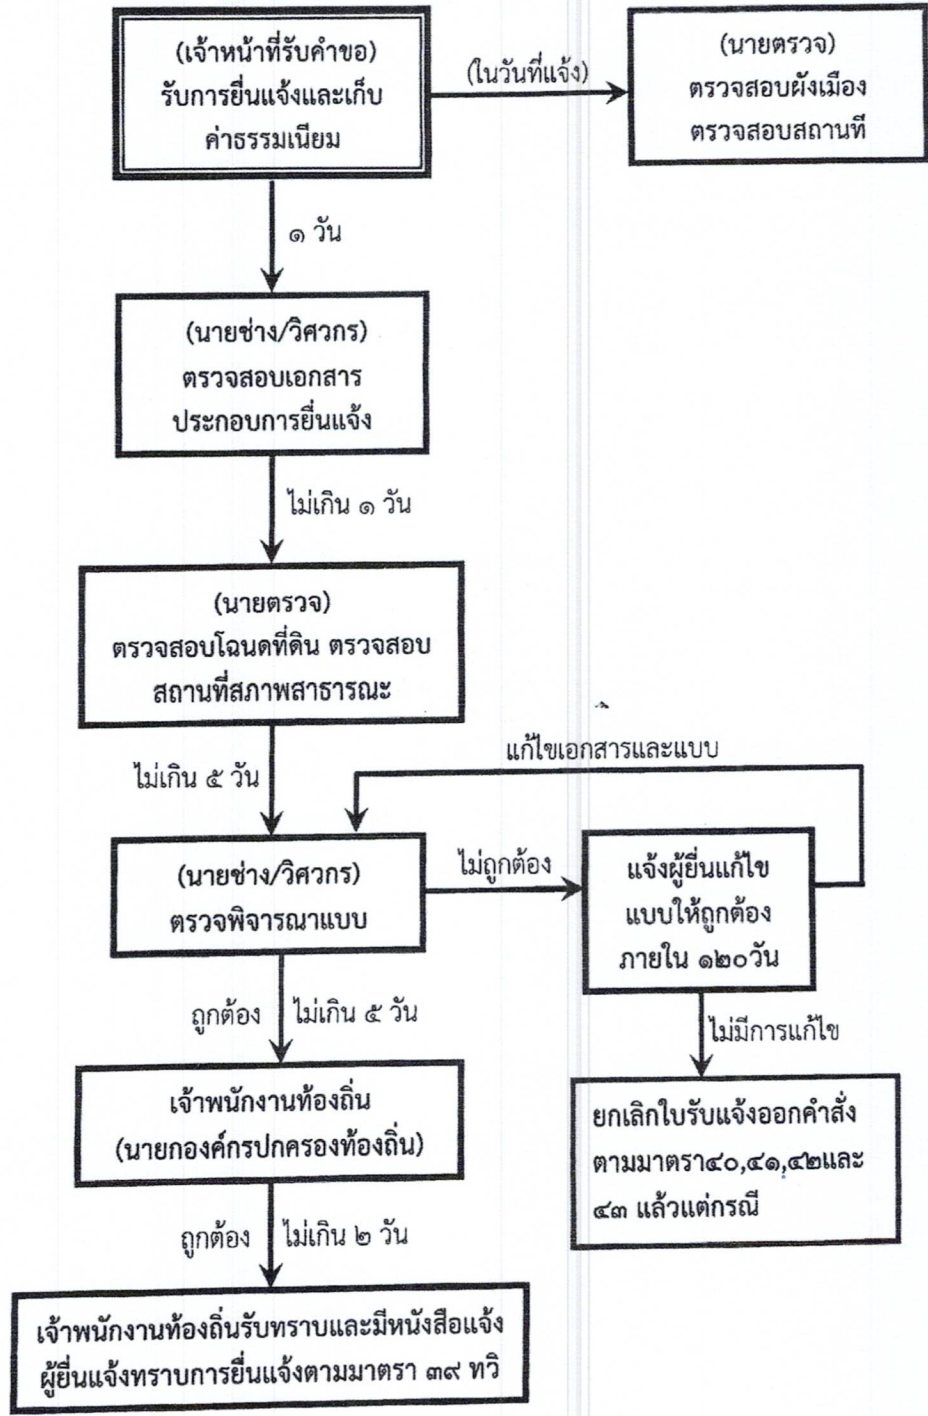 (เจ้าหน้าที่รับคำขอ)
รับการยื่นแจ้งและเก็บ
ค่าธรรมเนียม
(ในวันที่แจ้ง)
(นายตรวจ)
ตรวจสอบผังเมือง
ตรวจสอบสถานที่
๑ วัน
(นายช่าง/วิศวกร)
ตรวจสอบเอกสาร
ประกอบการยื่นแจ้ง
ไม่เกิน ๑ วัน
(นายตรวจ)
ตรวจสอบโฉนดที่ดิน ตรวจสอบ
สถานที่สภาพสาธารณะ
ไม่เกิน ๕ วัน
แก้ไขเอกสารและแบบ
(นายช่าง/วิศวกร)
ตรวจพิจารณาแบบ
ไม่ถูกต้อง
แจ้งผู้ยื่นแก้ไข
แบบให้ถูกต้อง
ภายใน ๑๒๐วัน
ถูกต้อง ไม่เกิน ๕ วัน
ไม่มีการแก้ไข
เจ้าพนักงานท้องถิ่น
(นายกองค์กรปกครองท้องถิ่น)
ยกเลิกใบรับแจ้งออกคำสั่ง
ตามมาตรา๔๐,๔๑,๔๒และ
๔๓ แล้วแต่กรณี
ถูกต้อง ไม่เกิน ๒ วัน
เจ้าพนักงานท้องถิ่นรับทราบและมีหนังสือแจ้ง
ผู้ยื่นแจ้งทราบการยื่นแจ้งตามมาตรา ๓๙ ทวิ